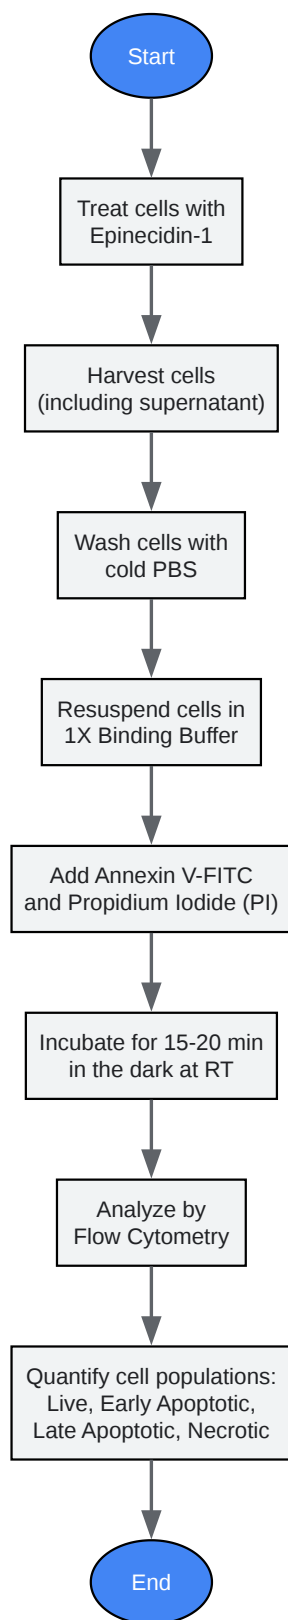 Start
Treat cells with
Epinecidin-1
Harvest cells
(including supernatant)
Wash cells with
cold PBS
Resuspend cells in
1X Binding Buffer
Add Annexin V-FITC
and Propidium Iodide (PI)
Incubate for 15-20 min
in the dark at RT
Analyze by
Flow Cytometry
Quantify cell populations:
Live, Early Apoptotic,
Late Apoptotic, Necrotic
End